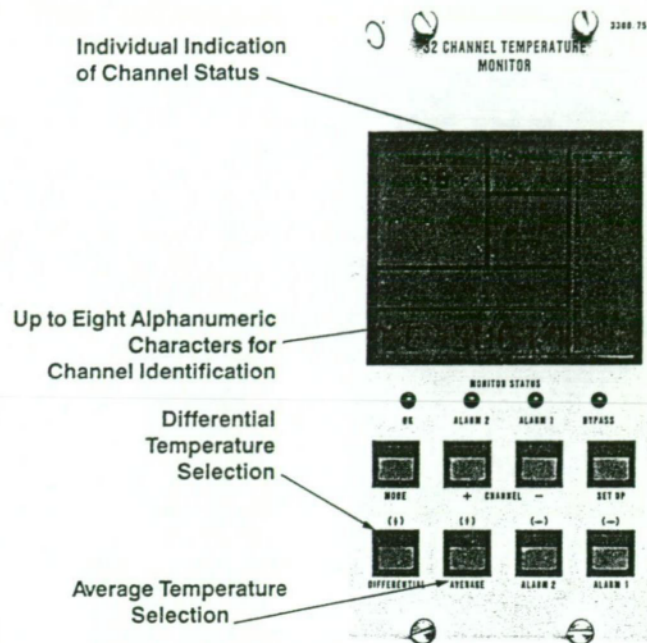 Individual Indication
of Channel Status
3300/75
32 CHANNEL TEMPERATURE
MONITOR
Up to Eight Alphanumeric
Characters for
Channel Identification
MONITOR STATUS
OK ALARM 2 ALARM 1 BYPASS
Differential
Temperature
Selection
MODE + CHANNEL - SET UP
(↓) (↑) (←) (→)
DIFFERENTIAL AVERAGE ALARM 2 ALARM 1
Average Temperature
Selection